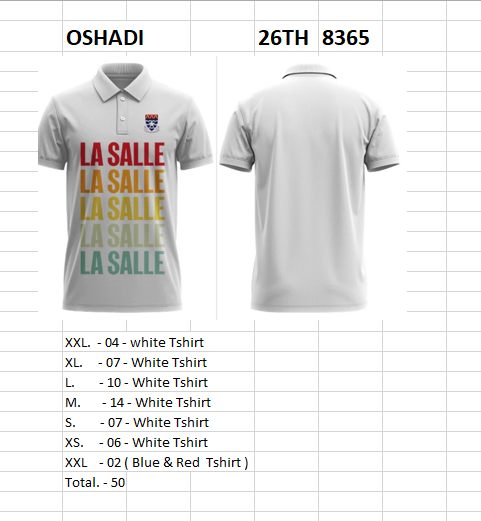 OSHADI 26TH 8365
LA SALLE
LA SALLE
LA SALLE
LA SALLE
LA SALLE
XXL. - 04 - white Tshirt
XL. - 07 - White Tshirt
L. - 10 - White Tshirt
M. - 14 - White Tshirt
S. - 07 - White Tshirt
XS. - 06 - White Tshirt
XXL - 02 ( Blue & Red Tshirt )
Total. - 50